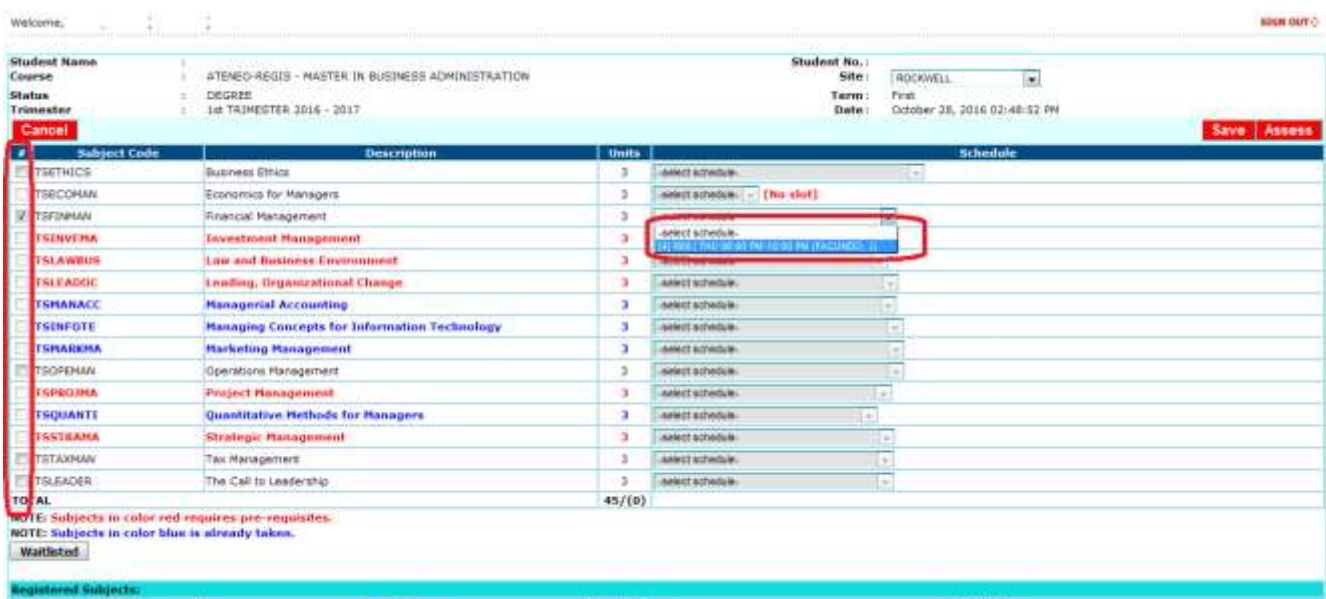 Welcome, SIGN OUT
Student Name : Student No. :
Course : ATENEO-REGIS - MASTER IN BUSINESS ADMINISTRATION Site : ROCKWELL
Status : DEGREE Term : First
Trimester : 1st TRIMESTER 2016 - 2017 Date : October 28, 2016 02:48:52 PM
Cancel Save Assess
# Subject Code Description Units Schedule
TSETHICS Business Ethics 3 -select schedule-
TSECOMAN Economics for Managers 3 -select schedule- [No slot]
TSFINMAN Financial Management 3 -select schedule-
-select schedule-
TSINVEMA Investment Management 3
TSLAWBUS Law and Business Environment 3 -select schedule-
TSLEADOC Leading, Organizational Change 3 -select schedule-
TSMANACC Managerial Accounting 3 -select schedule-
TSINFOTE Managing Concepts for Information Technology 3 -select schedule-
TSMARKMA Marketing Management 3 -select schedule-
TSOPEMAN Operations Management 3 -select schedule-
TSPROJMA Project Management 3 -select schedule-
TSQUANTI Quantitative Methods for Managers 3 -select schedule-
TSSTRAMA Strategic Management 3 -select schedule-
TSTAXMAN Tax Management 3 -select schedule-
TSLEADER The Call to Leadership 3 -select schedule-
TOTAL 45/(0)
NOTE: Subjects in color red requires pre-requisites.
NOTE: Subjects in color blue is already taken.
Waitlisted
Registered Subjects: